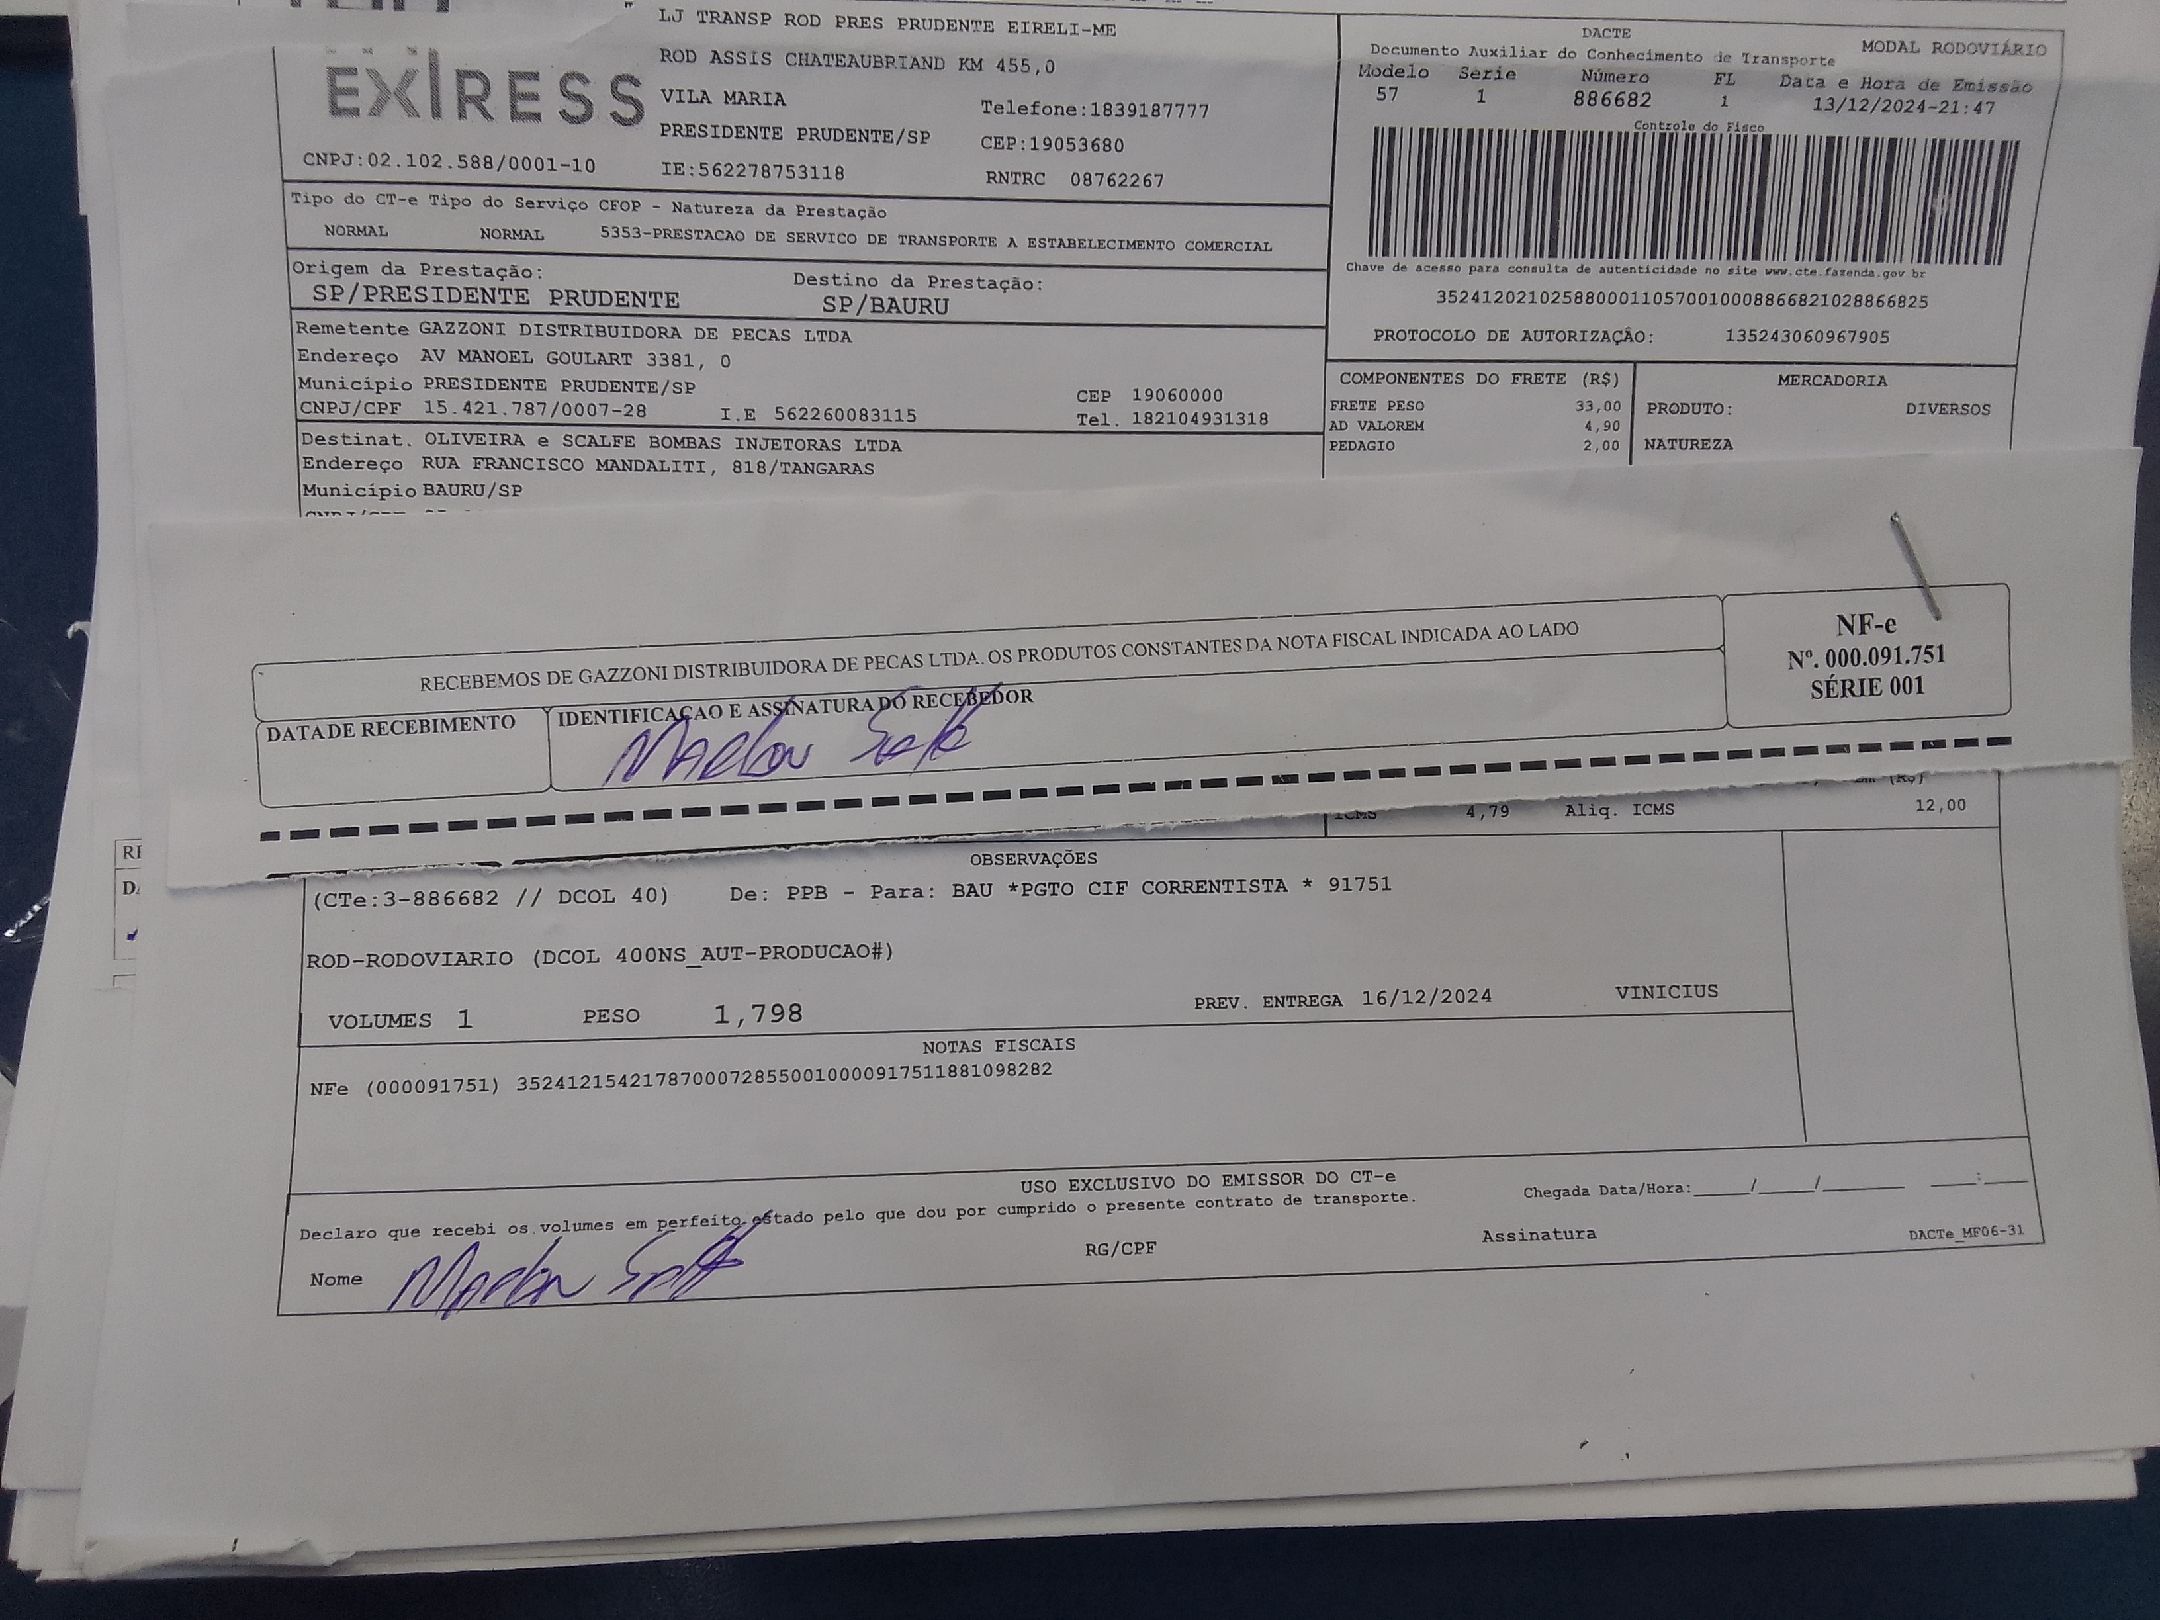 EXPRESS
LJ TRANSP ROD PRES PRUDENTE EIRELI-ME
ROD ASSIS CHATEAUBRIAND KM 455,0
VILA MARIA Telefone:1839187777
PRESIDENTE PRUDENTE/SP CEP:19053680
CNPJ:02.102.588/0001-10 IE:562278753118 RNTRC 08762267
DACTE
MODAL RODOVIÁRIO
Documento Auxiliar do Conhecimento de Transporte
Modelo Serie Número FL Data e Hora de Emissão
57 1 886682 1 13/12/2024-21:47
Controle do Fisco
Chave de acesso para consulta de autenticidade no site www.cte.fazenda.gov br
35241202102588000110570010008866821028866825
PROTOCOLO DE AUTORIZAÇÃO: 135243060967905
Tipo do CT-e Tipo do Serviço CFOP - Natureza da Prestação
NORMAL NORMAL 5353-PRESTACAO DE SERVICO DE TRANSPORTE A ESTABELECIMENTO COMERCIAL
Origem da Prestação: Destino da Prestação:
SP/PRESIDENTE PRUDENTE SP/BAURU
Remetente GAZZONI DISTRIBUIDORA DE PECAS LTDA
Endereço AV MANOEL GOULART 3381, 0
Município PRESIDENTE PRUDENTE/SP CEP 19060000
CNPJ/CPF 15.421.787/0007-28 I.E 562260083115 Tel. 182104931318
Destinat. OLIVEIRA e SCALFE BOMBAS INJETORAS LTDA
Endereço RUA FRANCISCO MANDALITI, 818/TANGARAS
Município BAURU/SP
COMPONENTES DO FRETE (R$)
FRETE PESO 33,00
AD VALOREM 4,90
PEDAGIO 2,00
MERCADORIA
PRODUTO: DIVERSOS
NATUREZA
RECEBEMOS DE GAZZONI DISTRIBUIDORA DE PECAS LTDA. OS PRODUTOS CONSTANTES DA NOTA FISCAL INDICADA AO LADO
DATA DE RECEBIMENTO IDENTIFICAÇAO E ASSINATURA DO RECEBEDOR
NF-e
Nº. 000.091.751
SÉRIE 001
ICMS 4,79 Aliq. ICMS 12,00
OBSERVAÇÕES
(CTe:3-886682 // DCOL 40) De: PPB - Para: BAU *PGTO CIF CORRENTISTA * 91751
ROD-RODOVIARIO (DCOL 400NS_AUT-PRODUCAO#)
VOLUMES 1 PESO 1,798 PREV. ENTREGA 16/12/2024 VINICIUS
NOTAS FISCAIS
NFe (000091751) 35241215421787000728550010000917511881098282
USO EXCLUSIVO DO EMISSOR DO CT-e
Declaro que recebi os volumes em perfeito estado pelo que dou por cumprido o presente contrato de transporte.
Chegada Data/Hora:_____/_____/_______ ____:____
Nome RG/CPF Assinatura DACTe_MF06-31